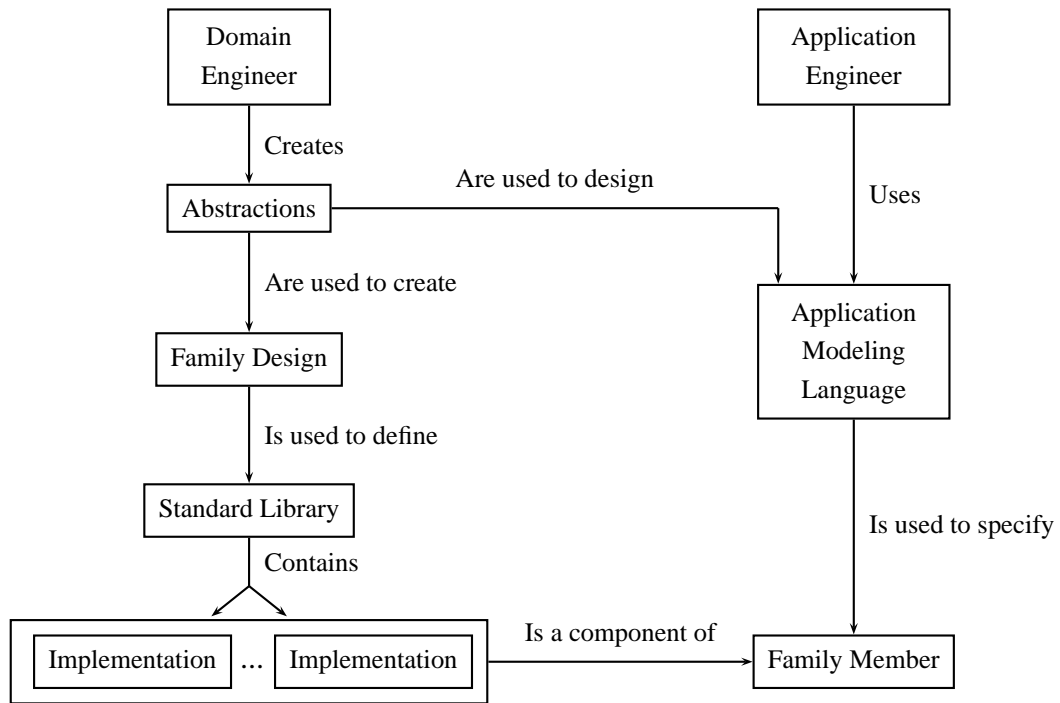 Domain
Engineer
Application
Engineer
Creates
Are used to design
Uses
Abstractions
Are used to create
Application
Modeling
Language
Family Design
Is used to define
Standard Library
Is used to specify
Contains
Is a component of
Implementation ... Implementation
Family Member